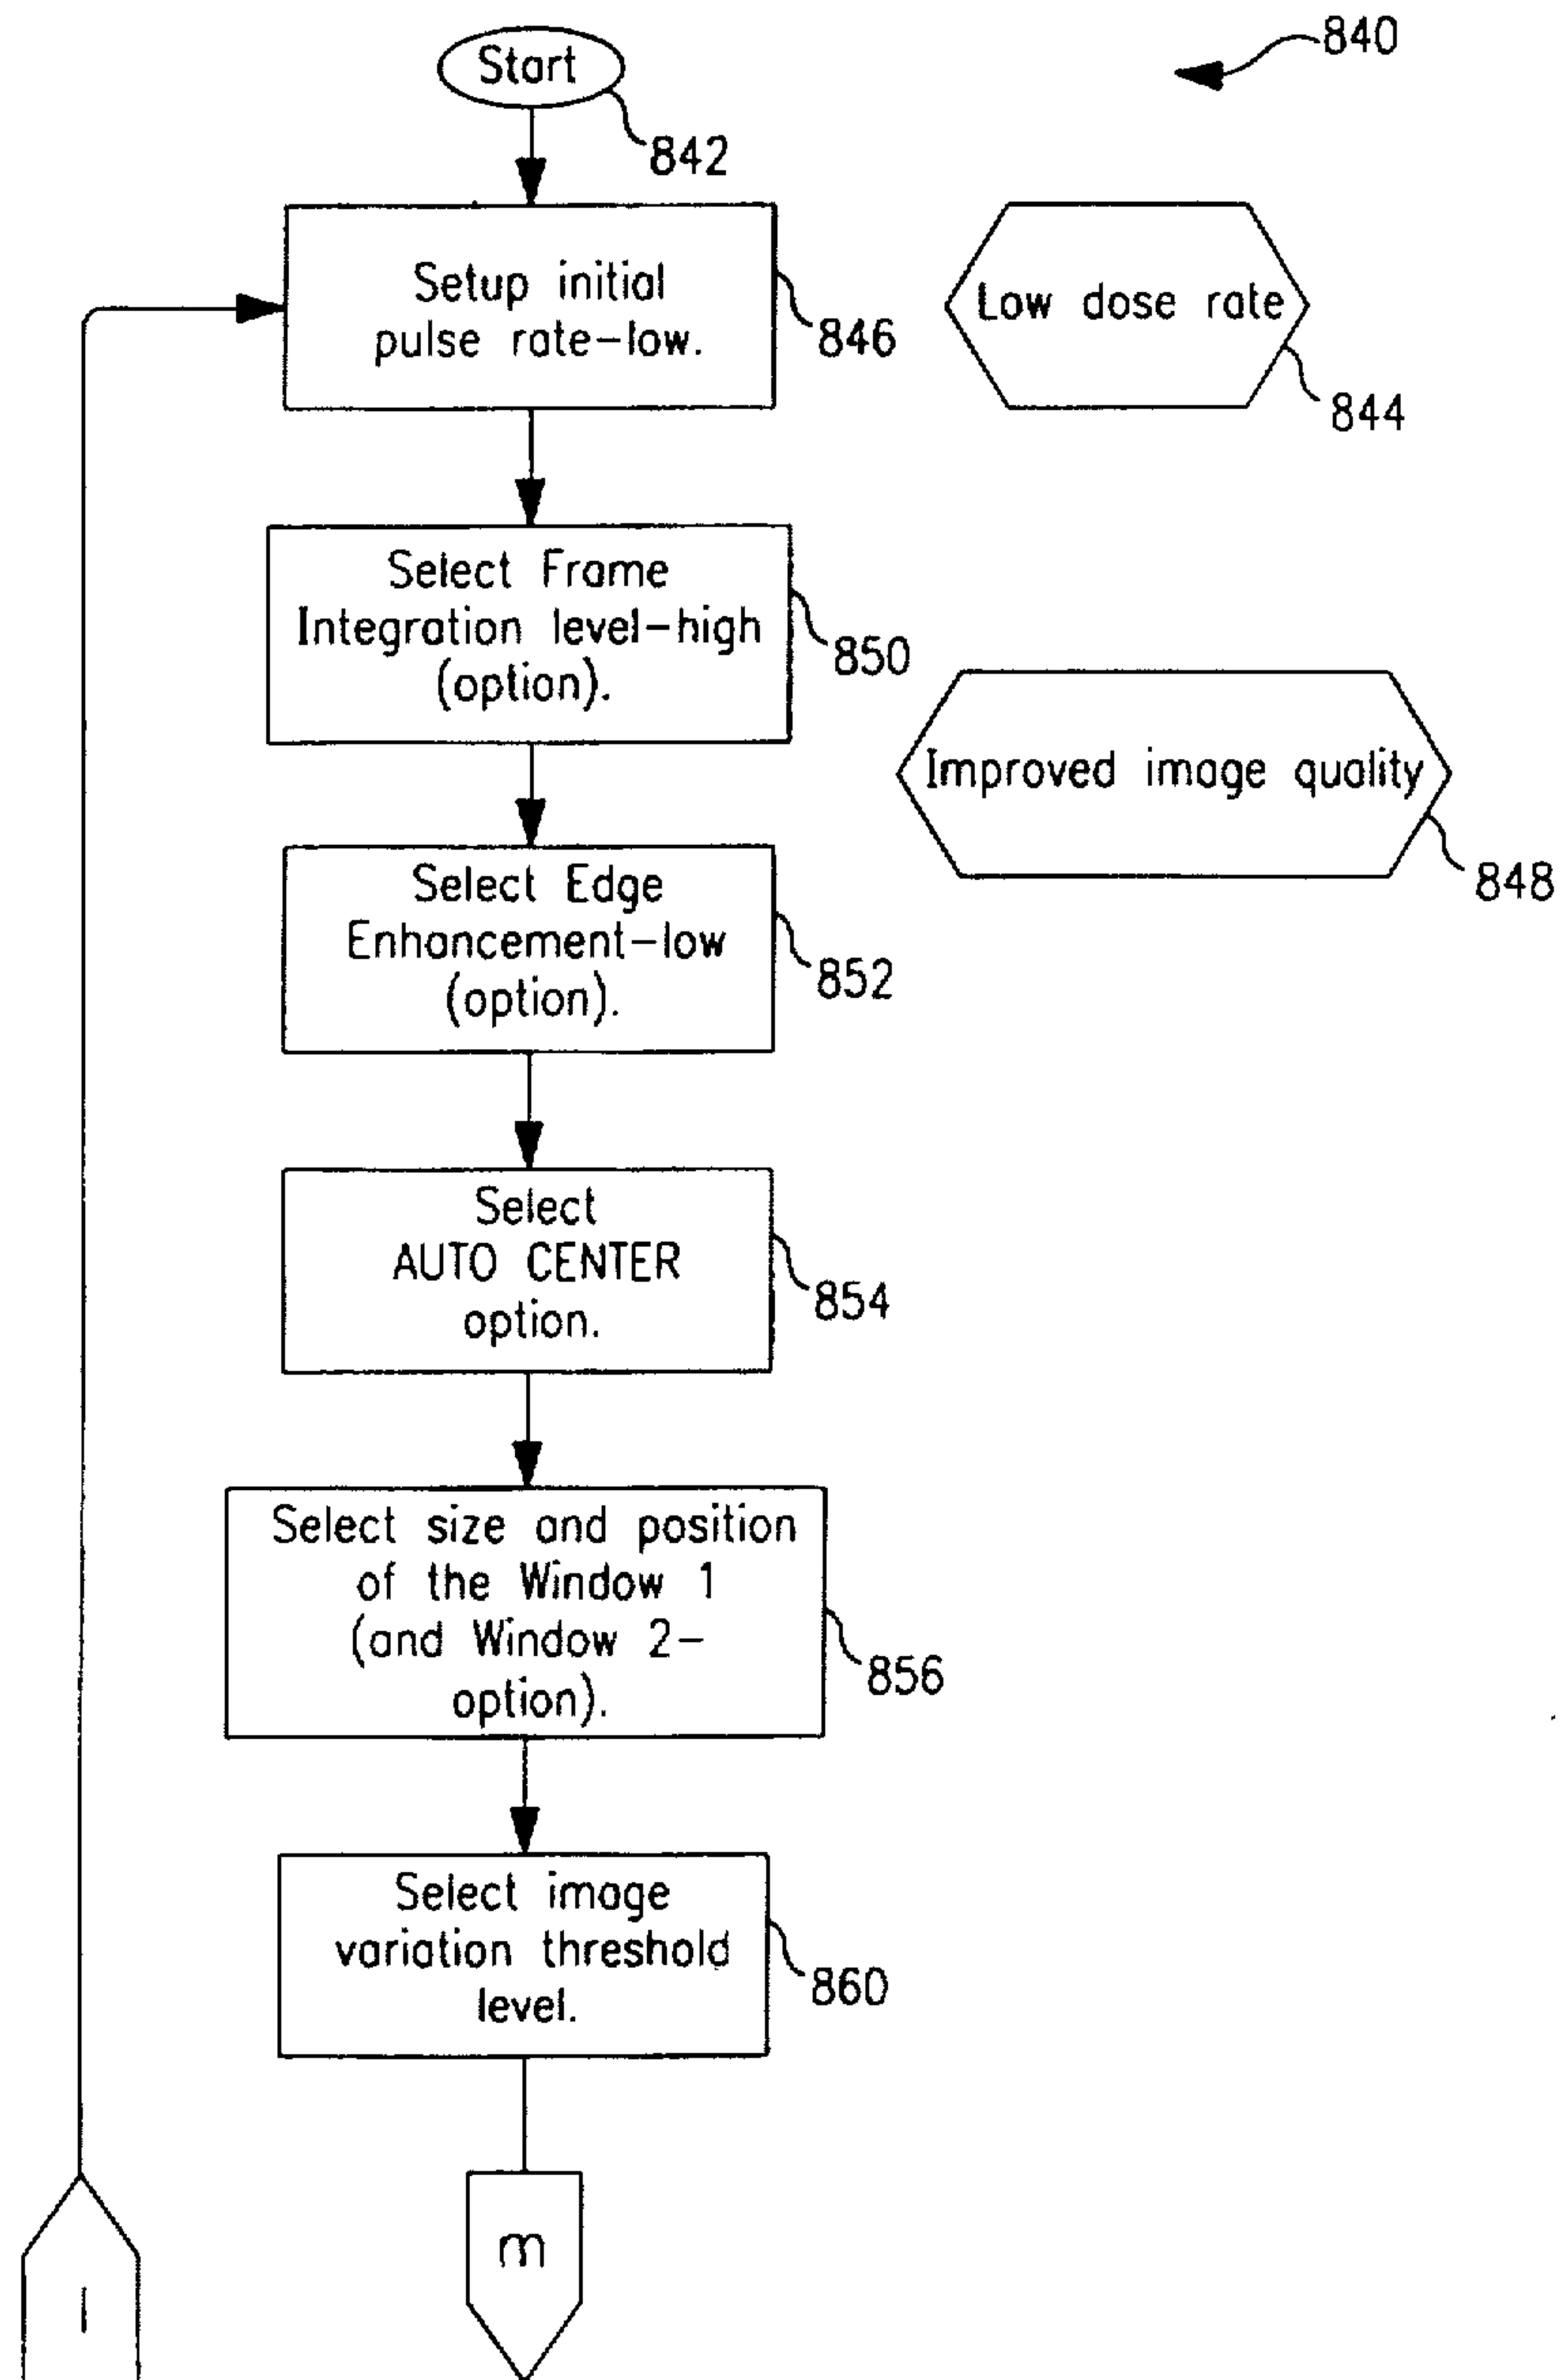 840
Start
842
Setup initial
pulse rate-low.
846
Low dose rate
844
Select Frame
Integration level-high
(option).
850
Improved image quality
848
Select Edge
Enhancement-low
(option).
852
Select
AUTO CENTER
option.
854
Select size and position
of the Window 1
(and Window 2-
option).
856
Select image
variation threshold
level.
860
m
l